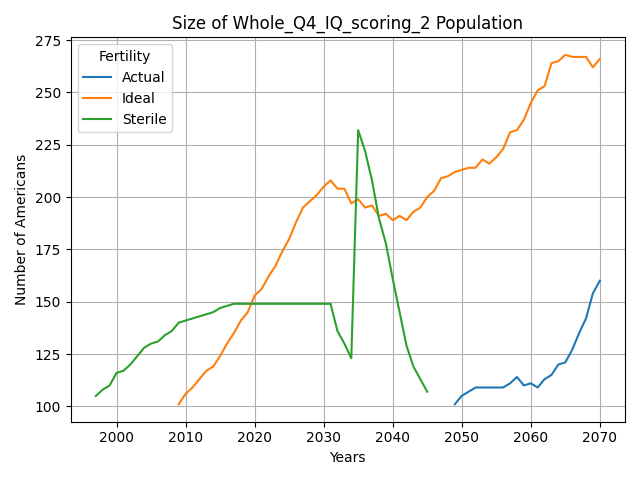 Size of Whole_Q4_IQ_scoring_2 Population
Fertility
Actual
Ideal
Sterile
Number of Americans
275
250
225
200
175
150
125
100
2000
2010
2020
2030
2040
2050
2060
2070
Years